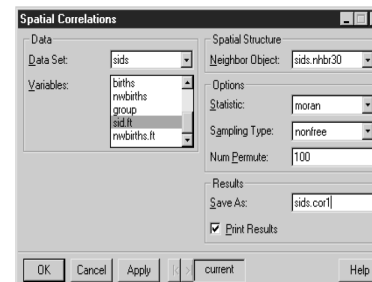 Spatial Correlations
Data
Data Set: sids
Variables: births
nwbirths
group
sid.ft
nwbirths.ft
Spatial Structure
Neighbor Object: sids.nhbr30
Options
Statistic: moran
Sampling Type: nonfree
Num Permute: 100
Results
Save As: sids.cor1
Print Results
OK Cancel Apply current Help